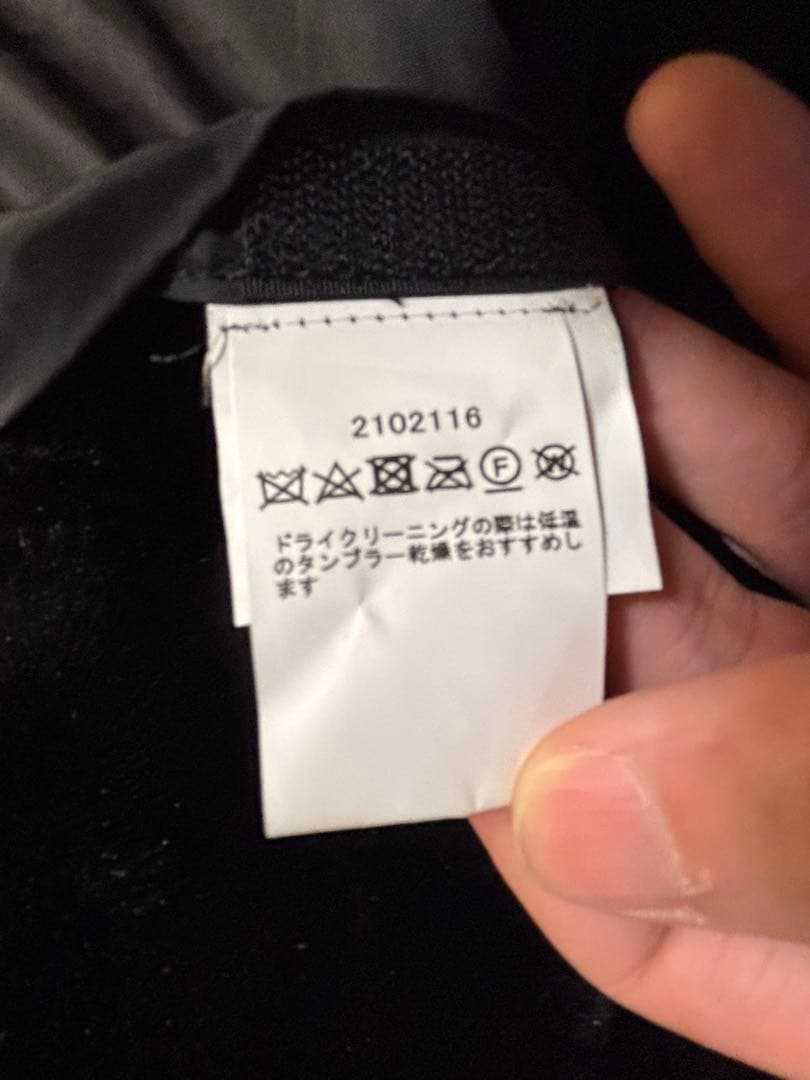 2102116
F W
ドライクリーニングの際は低温
のタンブラー乾燥をおすすめし
ます